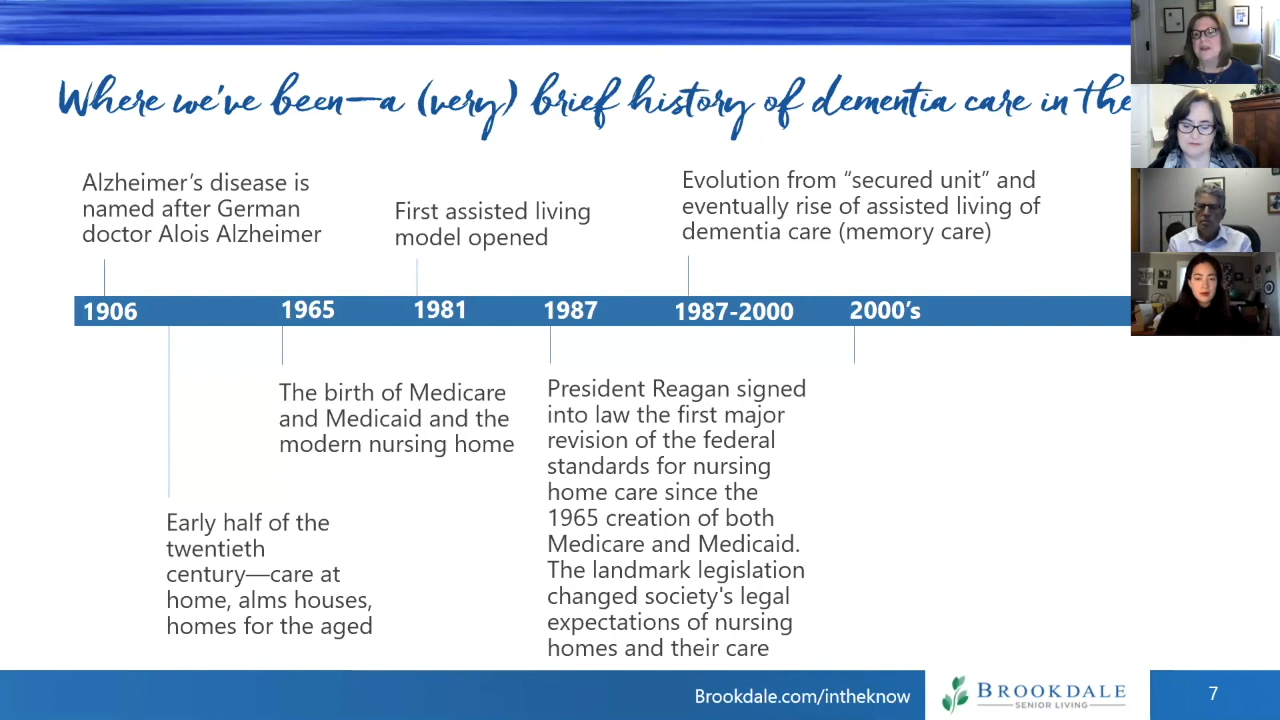 Where we've been—a (very) brief history of dementia care in the
Alzheimer's disease is
named after German
doctor Alois Alzheimer
First assisted living
model opened
Evolution from “secured unit” and
eventually rise of assisted living of
dementia care (memory care)
1906
1965
1981
1987
1987-2000
2000’s
The birth of Medicare
and Medicaid and the
modern nursing home
President Reagan signed
into law the first major
revision of the federal
standards for nursing
home care since the
1965 creation of both
Medicare and Medicaid.
The landmark legislation
changed society's legal
expectations of nursing
homes and their care
Early half of the
twentieth
century—care at
home, alms houses,
homes for the aged
Brookdale.com/intheknow
BROOKDALE
SENIOR LIVING
7